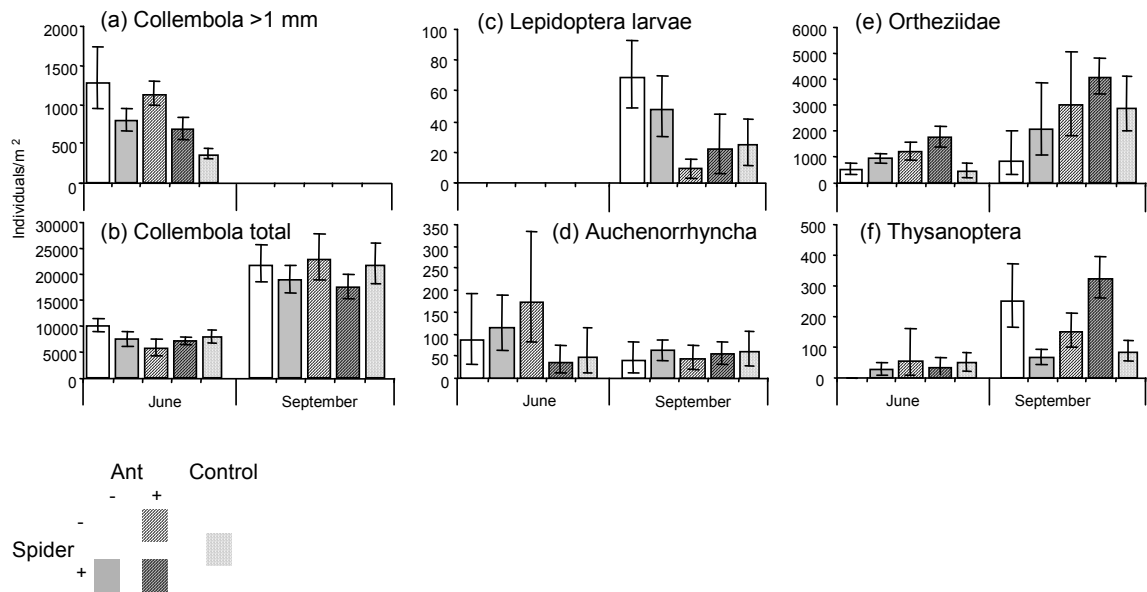 (a) Collembola >1 mm
2000
1500
1000
500
0
(b) Collembola total
30000
25000
20000
15000
10000
5000
0
June
September
Individuals/m²
(c) Lepidoptera larvae
100
80
60
40
20
0
(d) Auchenorrhyncha
350
300
250
200
150
100
50
0
June
September
(e) Ortheziidae
6000
5000
4000
3000
2000
1000
0
(f) Thysanoptera
500
400
300
200
100
0
June
September
Ant
Control
- +
-
Spider
+